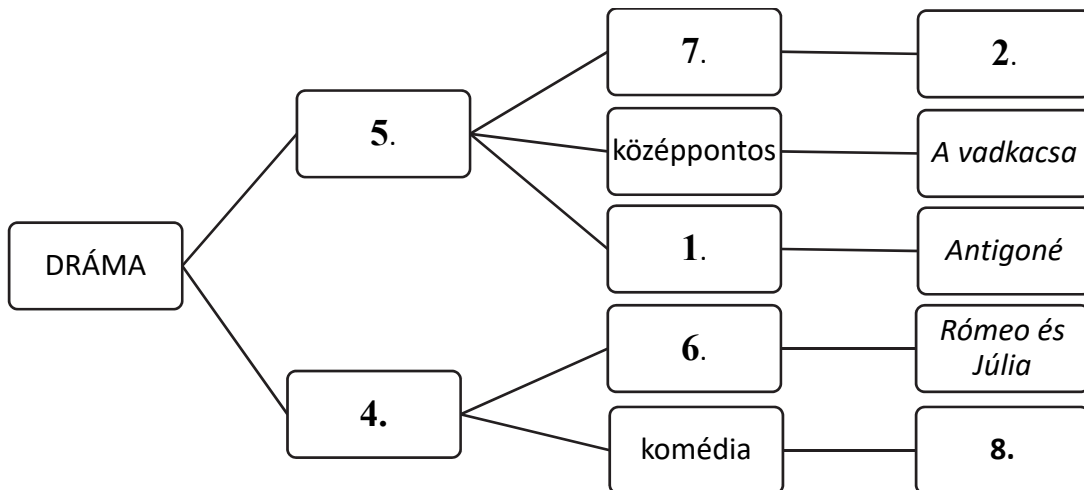 7.
2.
5.
középpontos
A vadkacsa
1.
Antigoné
DRÁMA
6.
Rómeo és
Júlia
4.
komédia
8.